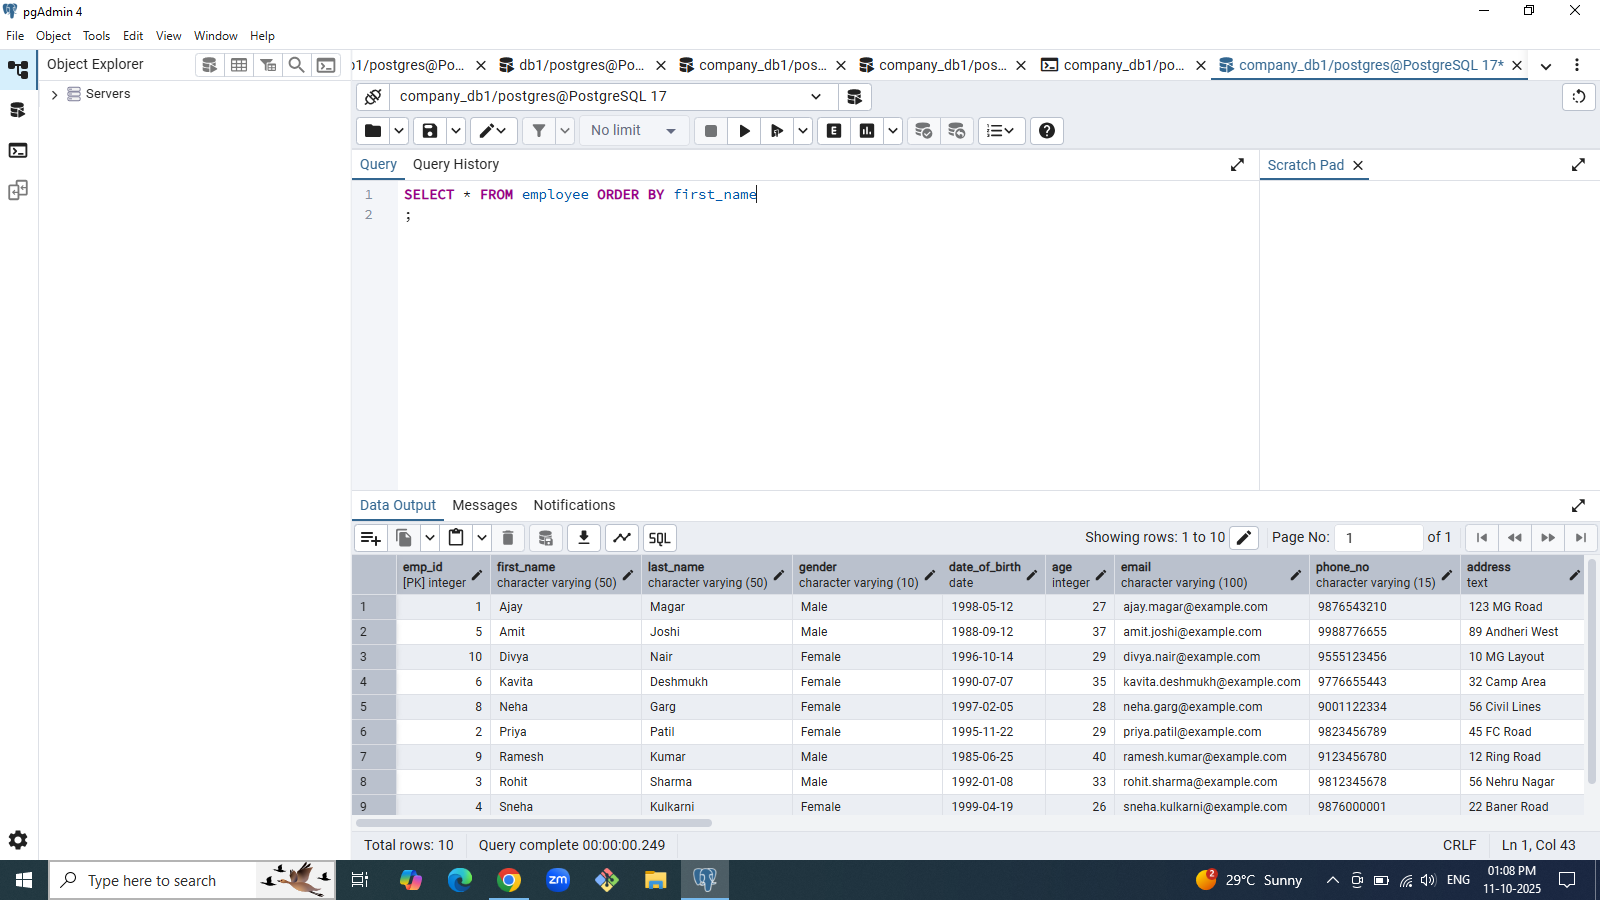 pgAdmin 4
File Object Tools Edit View Window Help
Object Explorer
Servers
o1/postgres@Po...
db1/postgres@Po...
company_db1/pos...
company_db1/pos...
company_db1/po...
company_db1/postgres@PostgreSQL 17*
company_db1/postgres@PostgreSQL 17
No limit
E
Query Query History
Scratch Pad
1 SELECT * FROM employee ORDER BY first_name
2 ;
Data Output Messages Notifications
SQL
Showing rows: 1 to 10
Page No: 1 of 1
emp_id first_name last_name gender date_of_birth age email phone_no address
[PK] integer character varying (50) character varying (50) character varying (10) date integer character varying (100) character varying (15) text
1 1 Ajay Magar Male 1998-05-12 27 ajay.magar@example.com 9876543210 123 MG Road
2 5 Amit Joshi Male 1988-09-12 37 amit.joshi@example.com 9988776655 89 Andheri West
3 10 Divya Nair Female 1996-10-14 29 divya.nair@example.com 9555123456 10 MG Layout
4 6 Kavita Deshmukh Female 1990-07-07 35 kavita.deshmukh@example.com 9776655443 32 Camp Area
5 8 Neha Garg Female 1997-02-05 28 neha.garg@example.com 9001122334 56 Civil Lines
6 2 Priya Patil Female 1995-11-22 29 priya.patil@example.com 9823456789 45 FC Road
7 9 Ramesh Kumar Male 1985-06-25 40 ramesh.kumar@example.com 9123456780 12 Ring Road
8 3 Rohit Sharma Male 1992-01-08 33 rohit.sharma@example.com 9812345678 56 Nehru Nagar
9 4 Sneha Kulkarni Female 1999-04-19 26 sneha.kulkarni@example.com 9876000001 22 Baner Road
Total rows: 10 Query complete 00:00:00.249 CRLF Ln 1, Col 43
Type here to search
zm
2
29°C Sunny
ENG
01:08 PM
11-10-2025